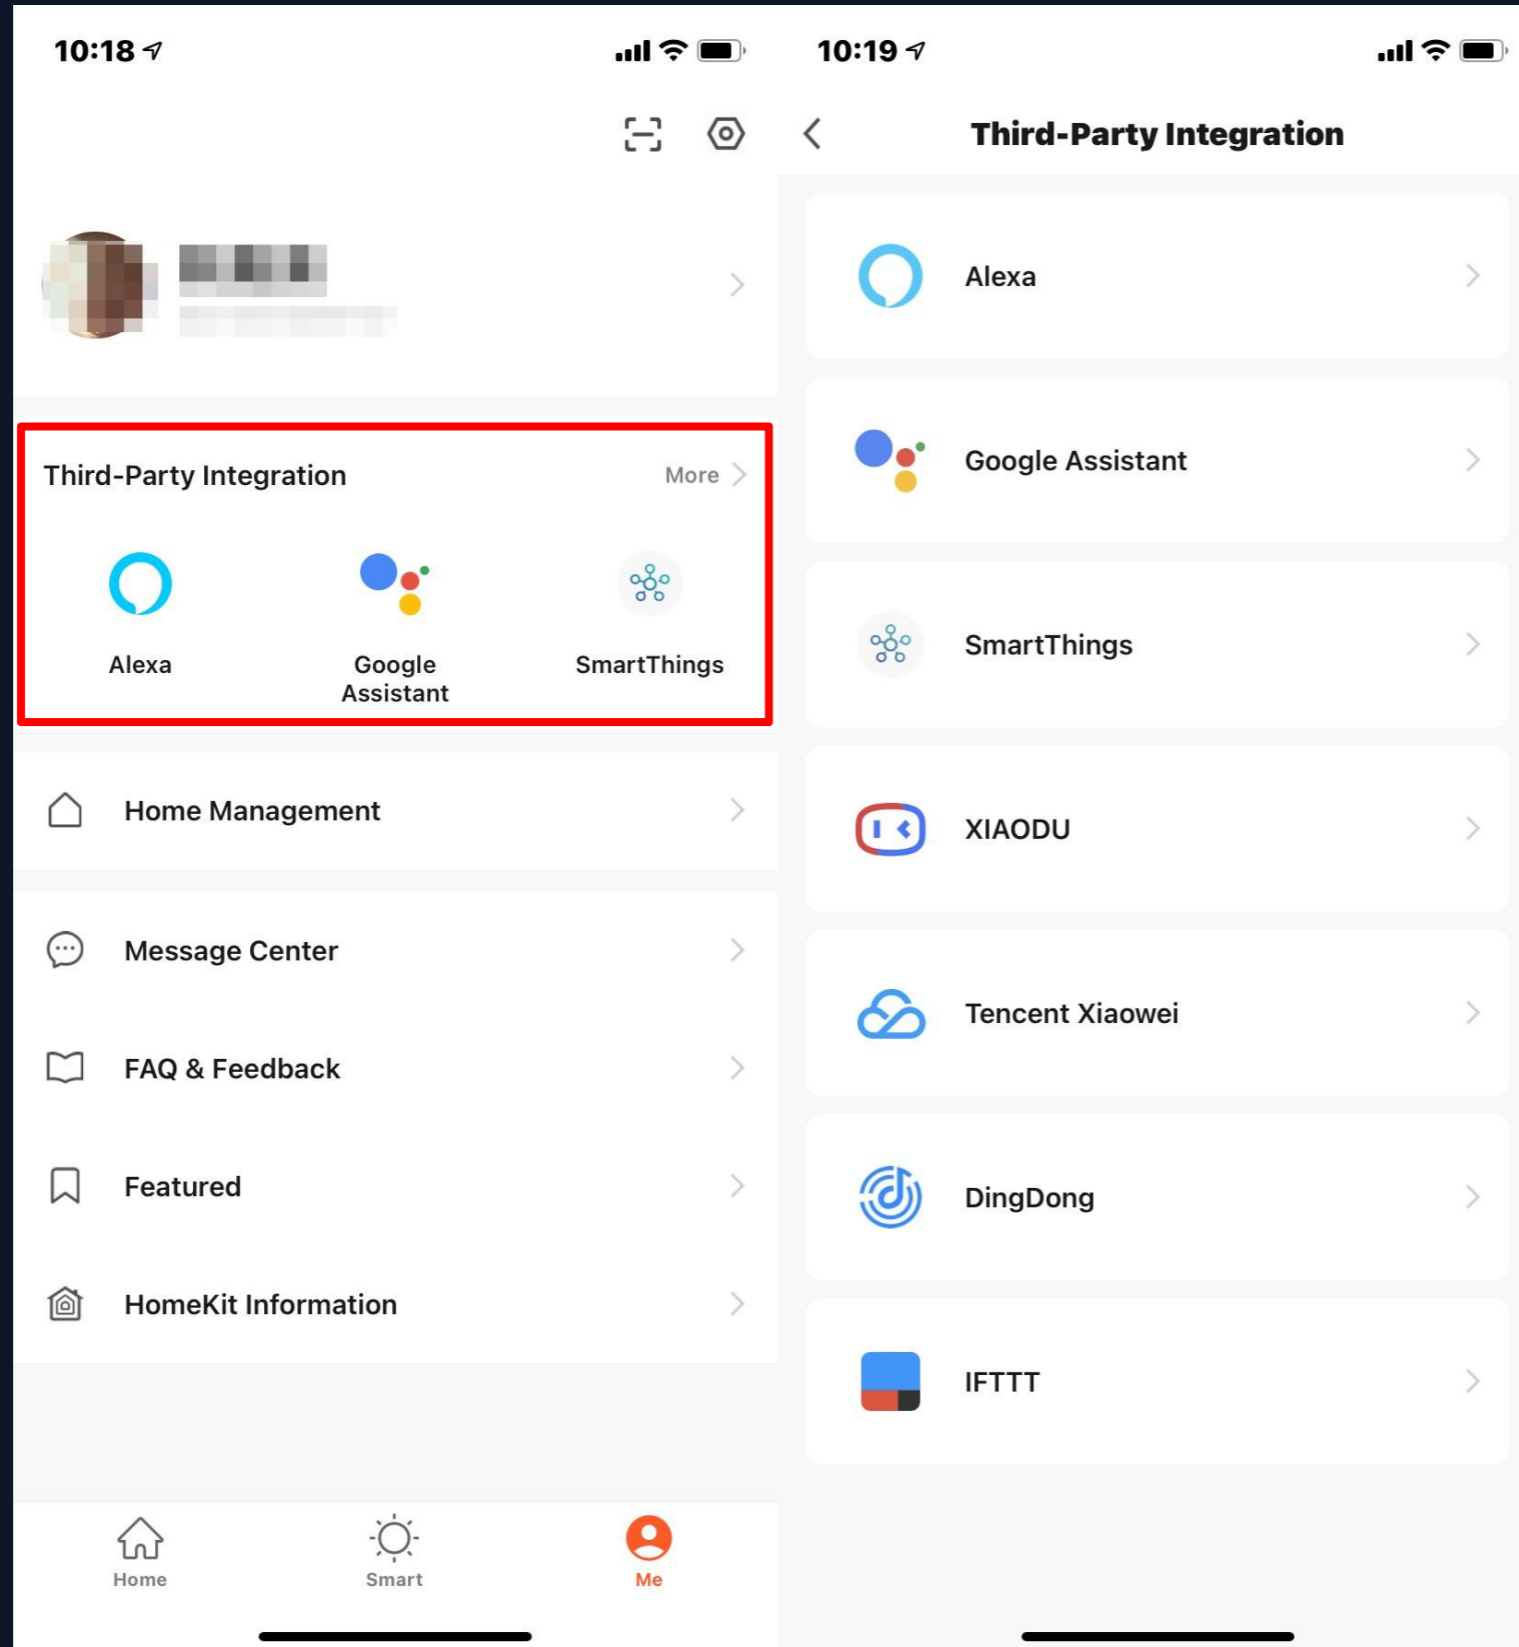 10:18
Third-Party Integration
More
Alexa
Google
Assistant
SmartThings
Home Management
Message Center
FAQ & Feedback
Featured
HomeKit Information
Home
Smart
Me
10:19
Third-Party Integration
Alexa
Google Assistant
SmartThings
XIAODU
Tencent Xiaowei
DingDong
IFTTT